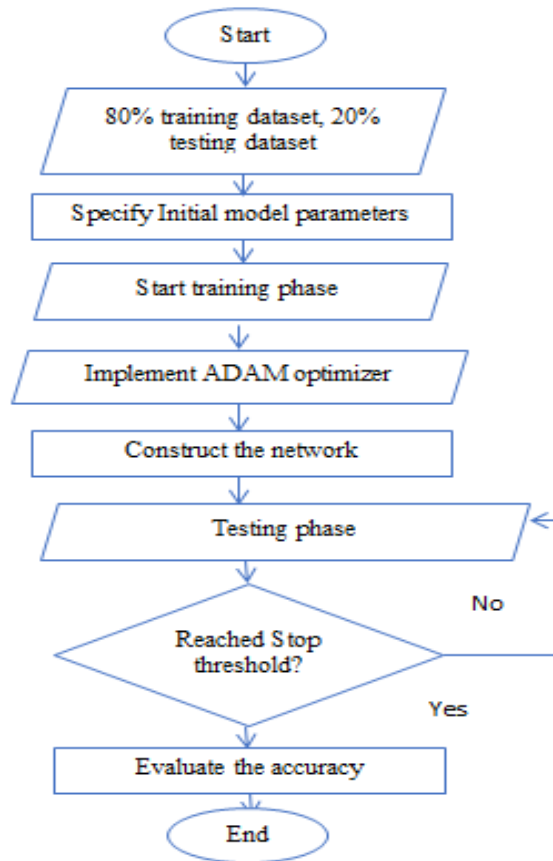 Start
80% training dataset, 20%
testing dataset
Specify Initial model parameters
Start training phase
Implement ADAM optimizer
Construct the network
Testing phase
No
Reached Stop
threshold?
Yes
Evaluate the accuracy
End